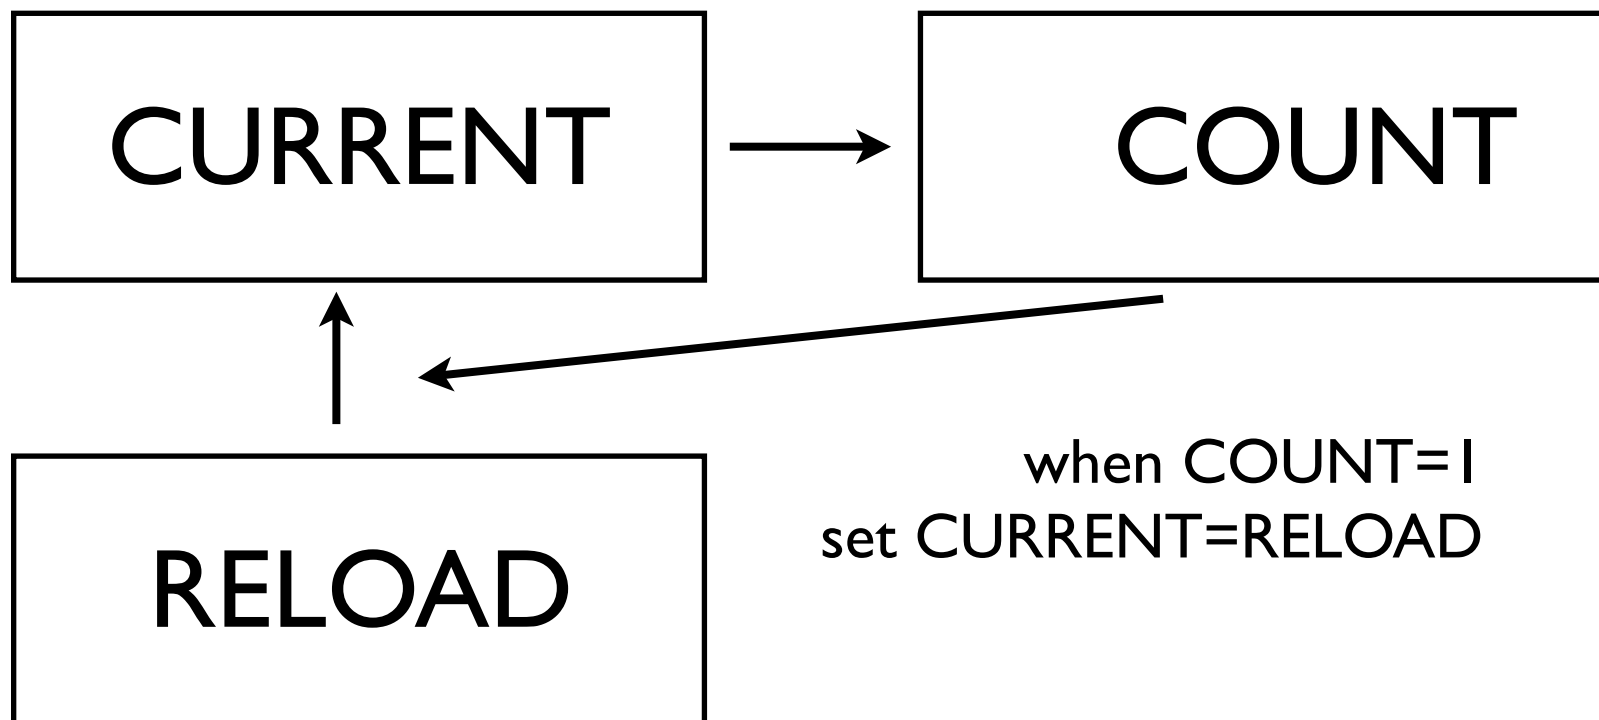 CURRENT
COUNT
when COUNT=1
set CURRENT=RELOAD
RELOAD